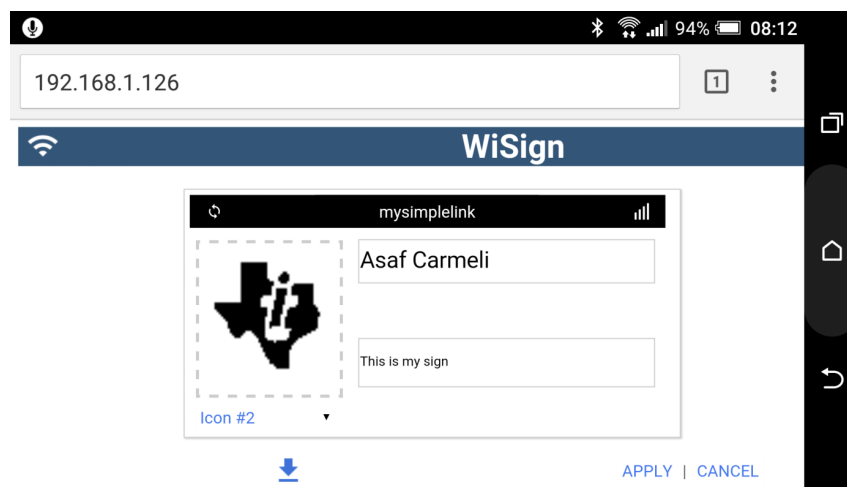 94% 08:12
192.168.1.126 1
WiSign
mysimplelink
Asaf Carmeli
This is my sign
Icon #2
APPLY | CANCEL